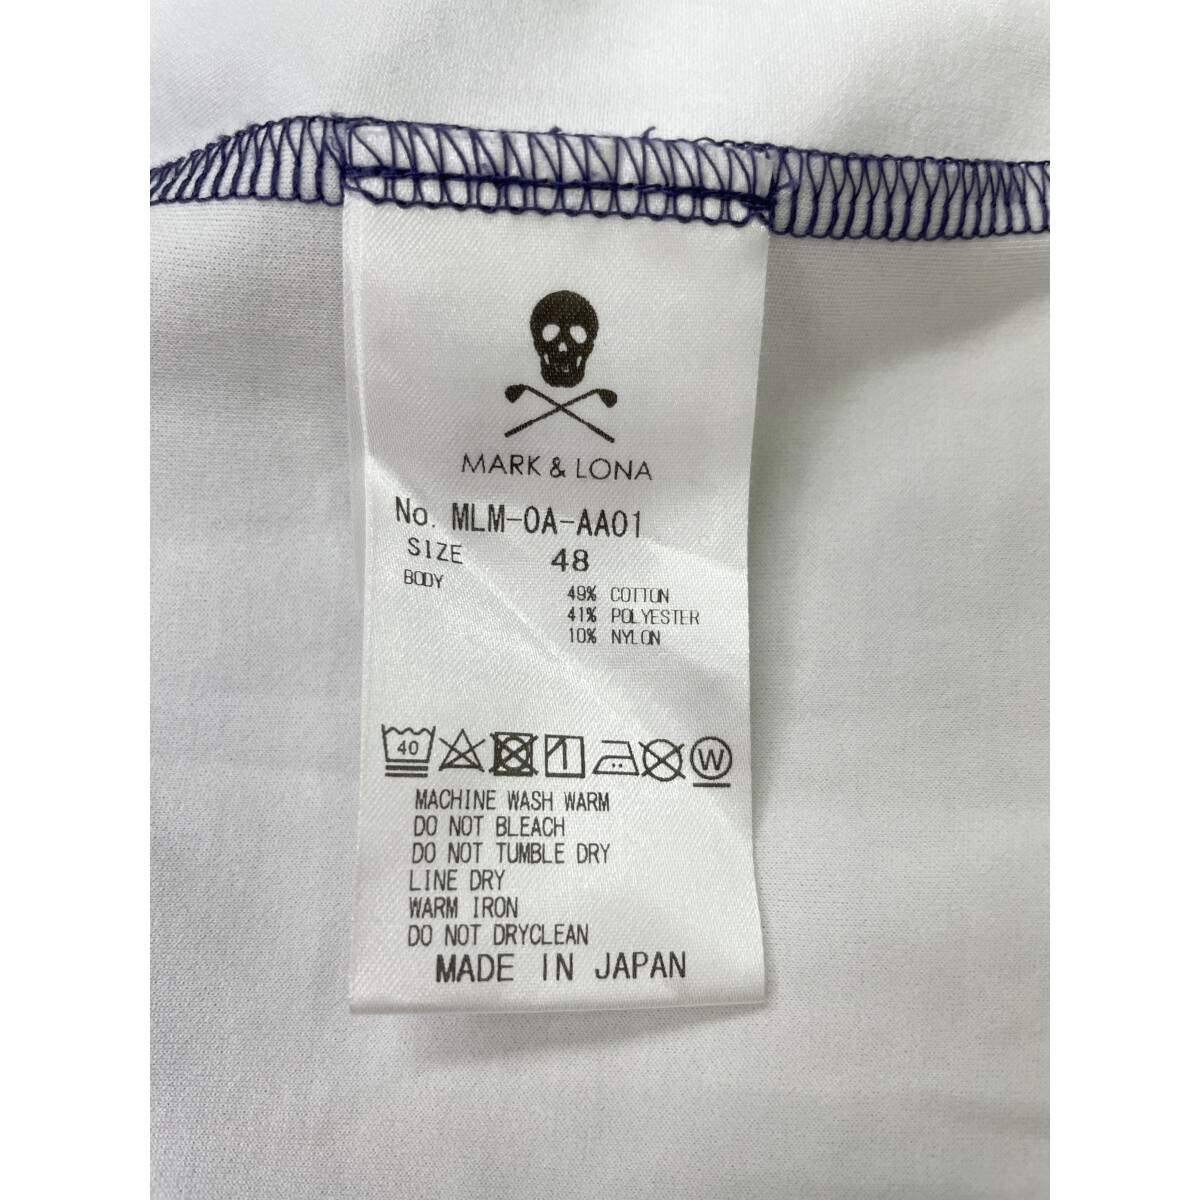 MARK & LONA
No. MLM-0A-AA01
SIZE 48
BODY
49% COTTON
41% POLYESTER
10% NYLON
40 W
MACHINE WASH WARM
DO NOT BLEACH
DO NOT TUMBLE DRY
LINE DRY
WARM IRON
DO NOT DRYCLEAN
MADE IN JAPAN